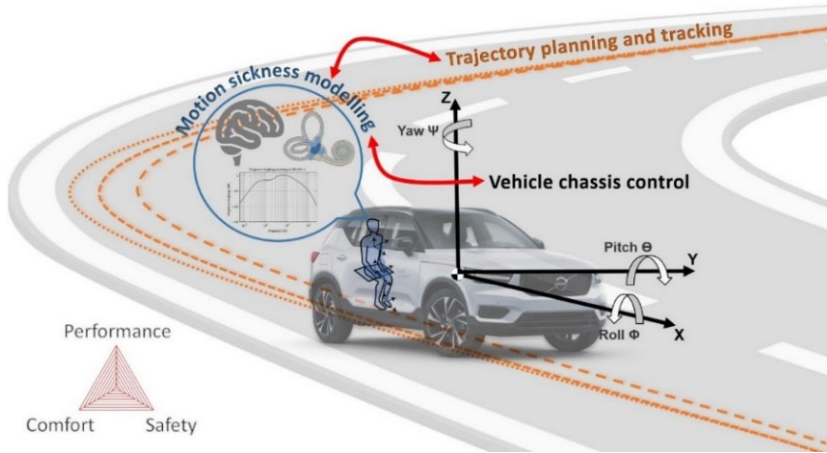 Trajectory planning and tracking
Motion sickness modelling
Z
Yaw Ψ
Vehicle chassis control
Pitch Θ
Y
Roll Φ
X
Performance
Comfort
Safety